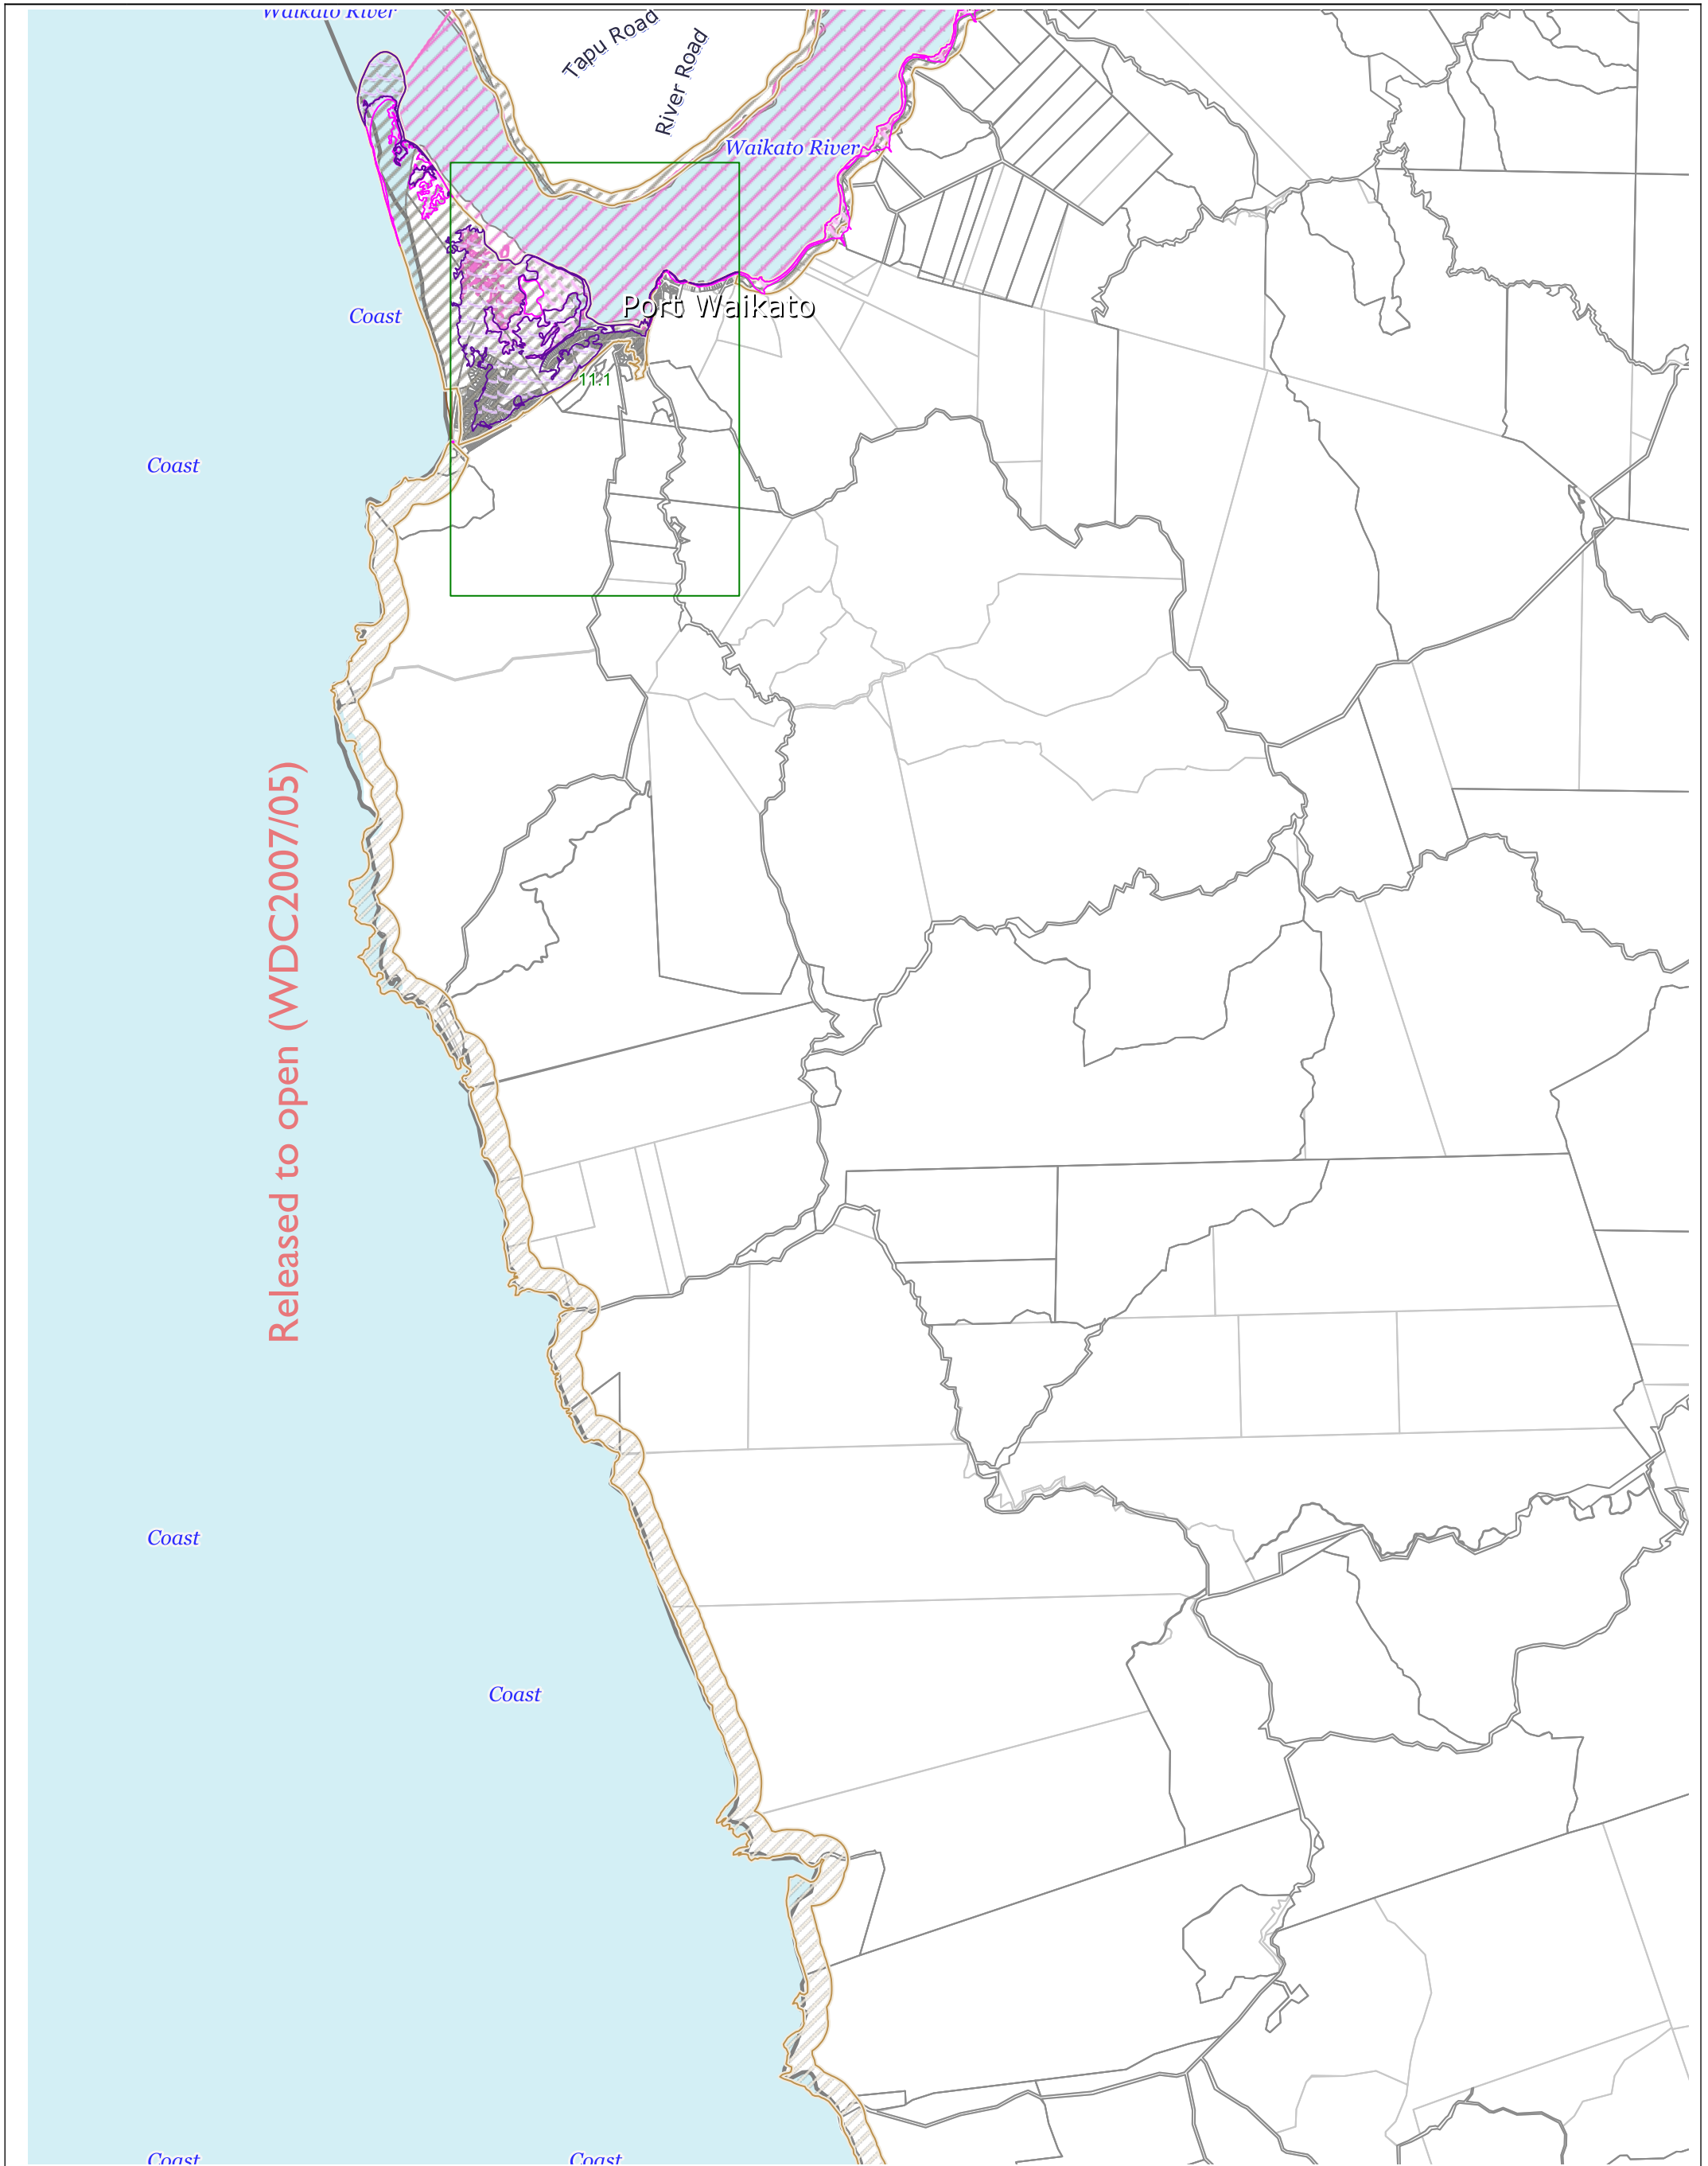 Waikato River
Tapu Road
River Road
Waikato River
Port Waikato
Coast
11.1
Coast
Released to open (WDC2007/05)
Coast
Coast
Coast
Coast